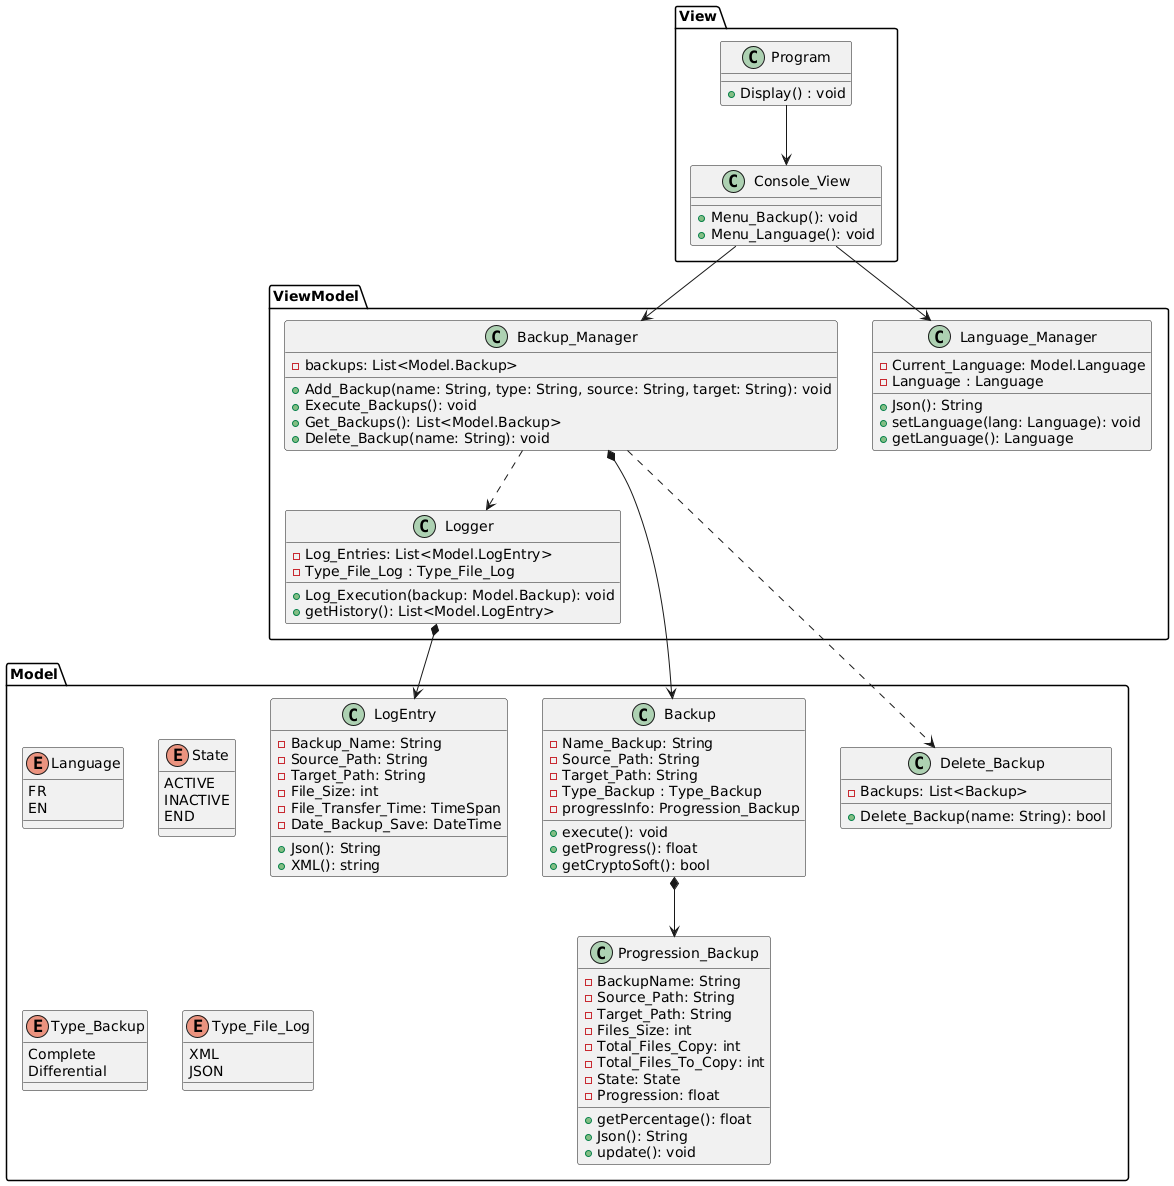 View
C Program
Display() : void
C Console_View
Menu_Backup(): void
Menu_Language(): void
ViewModel
C Backup_Manager
backups: List<Model.Backup>
Add_Backup(name: String, type: String, source: String, target: String): void
Execute_Backups(): void
Get_Backups(): List<Model.Backup>
Delete_Backup(name: String): void
C Language_Manager
Current_Language: Model.Language
Language : Language
Json(): String
setLanguage(lang: Language): void
getLanguage(): Language
C Logger
Log_Entries: List<Model.LogEntry>
Type_File_Log : Type_File_Log
Log_Execution(backup: Model.Backup): void
getHistory(): List<Model.LogEntry>
Model
E Language
FR
EN
E State
ACTIVE
INACTIVE
END
C LogEntry
Backup_Name: String
Source_Path: String
Target_Path: String
File_Size: int
File_Transfer_Time: TimeSpan
Date_Backup_Save: DateTime
Json(): String
XML(): string
C Backup
Name_Backup: String
Source_Path: String
Target_Path: String
Type_Backup : Type_Backup
progressInfo: Progression_Backup
execute(): void
getProgress(): float
getCryptoSoft(): bool
C Delete_Backup
Backups: List<Backup>
Delete_Backup(name: String): bool
E Type_Backup
Complete
Differential
E Type_File_Log
XML
JSON
C Progression_Backup
BackupName: String
Source_Path: String
Target_Path: String
Files_Size: int
Total_Files_Copy: int
Total_Files_To_Copy: int
State: State
Progression: float
getPercentage(): float
Json(): String
update(): void